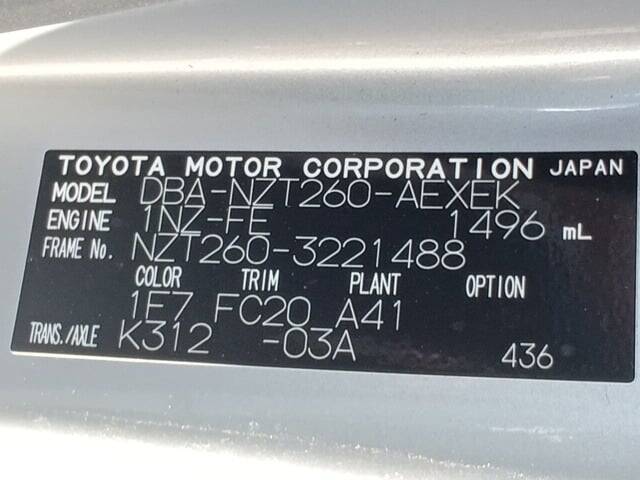 TOYOTA MOTOR CORPORATION JAPAN
MODEL DBA-NZT260-AEXEK
ENGINE 1NZ-FE 1496 mL
FRAME No. NZT260-3221488
COLOR TRIM PLANT OPTION
1F7 FC20 A41
TRANS./AXLE K312 -03A 436